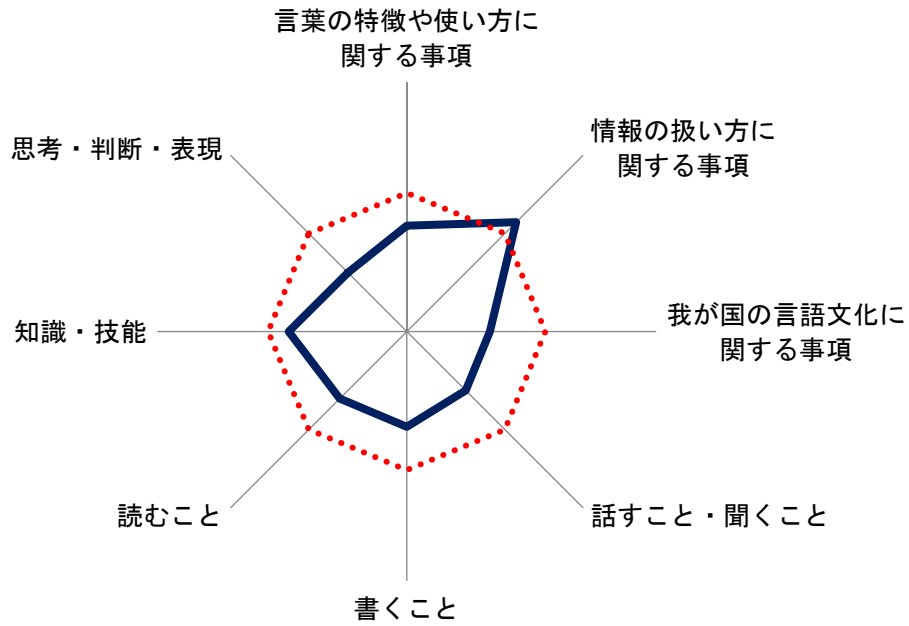 言葉の特徴や使い方に
関する事項
情報の扱い方に
関する事項
我が国の言語文化に
関する事項
話すこと・聞くこと
書くこと
読むこと
知識・技能
思考・判断・表現